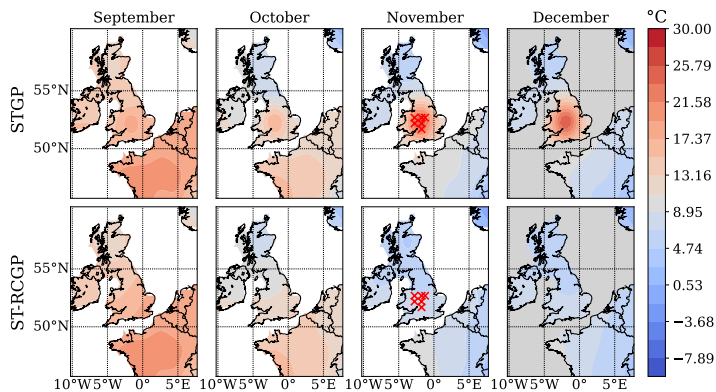 September October November December °C
STGP
55°N
50°N
ST-RCGP
55°N
50°N
10°W 5°W 0° 5°E 10°W 5°W 0° 5°E 10°W 5°W 0° 5°E 10°W 5°W 0° 5°E
30.00
25.79
21.58
17.37
13.16
8.95
4.74
0.53
−3.68
−7.89